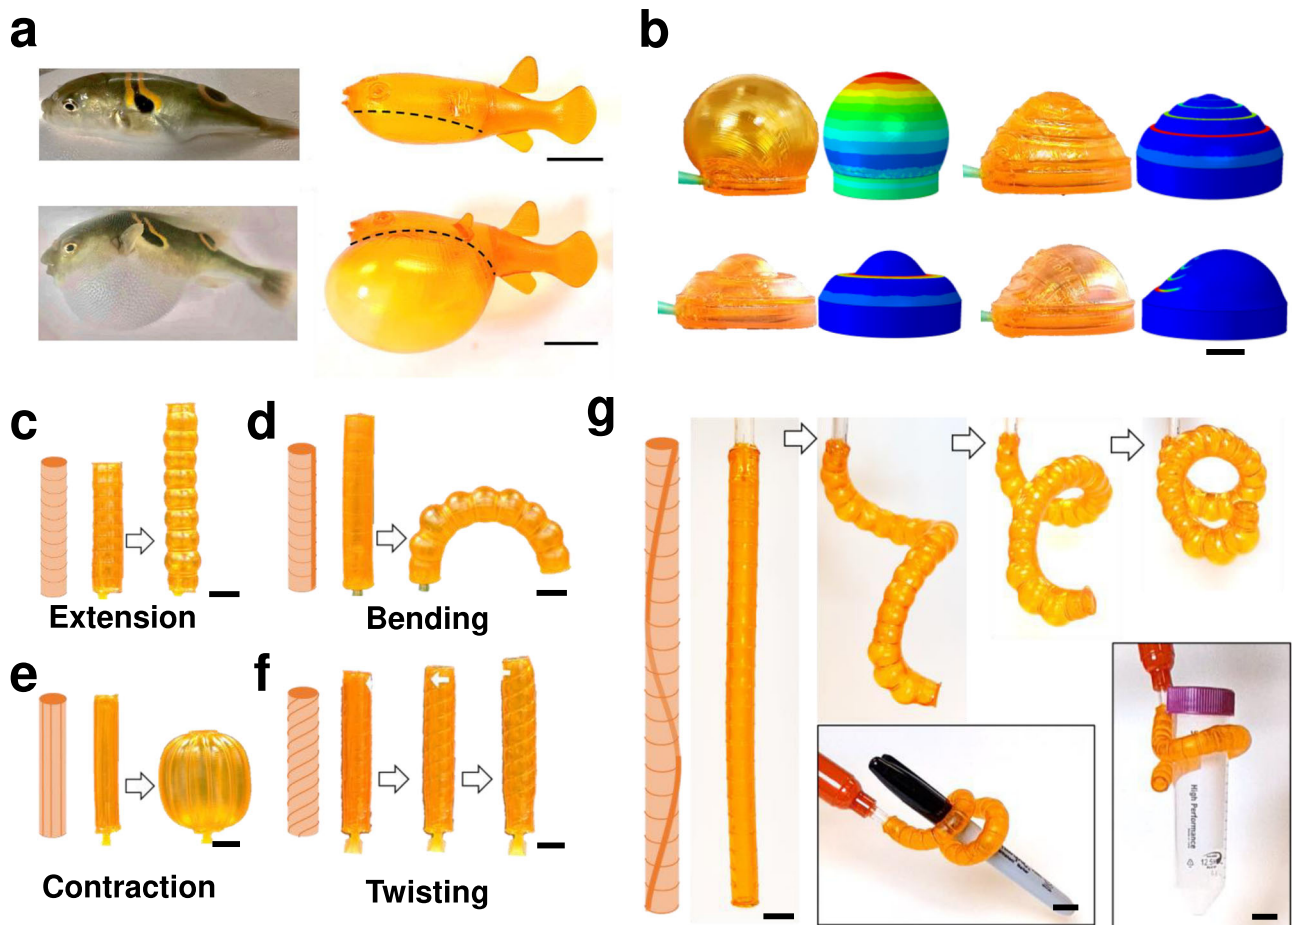 a
b
c
Extension
d
Bending
e
Contraction
f
Twisting
g
High Performance